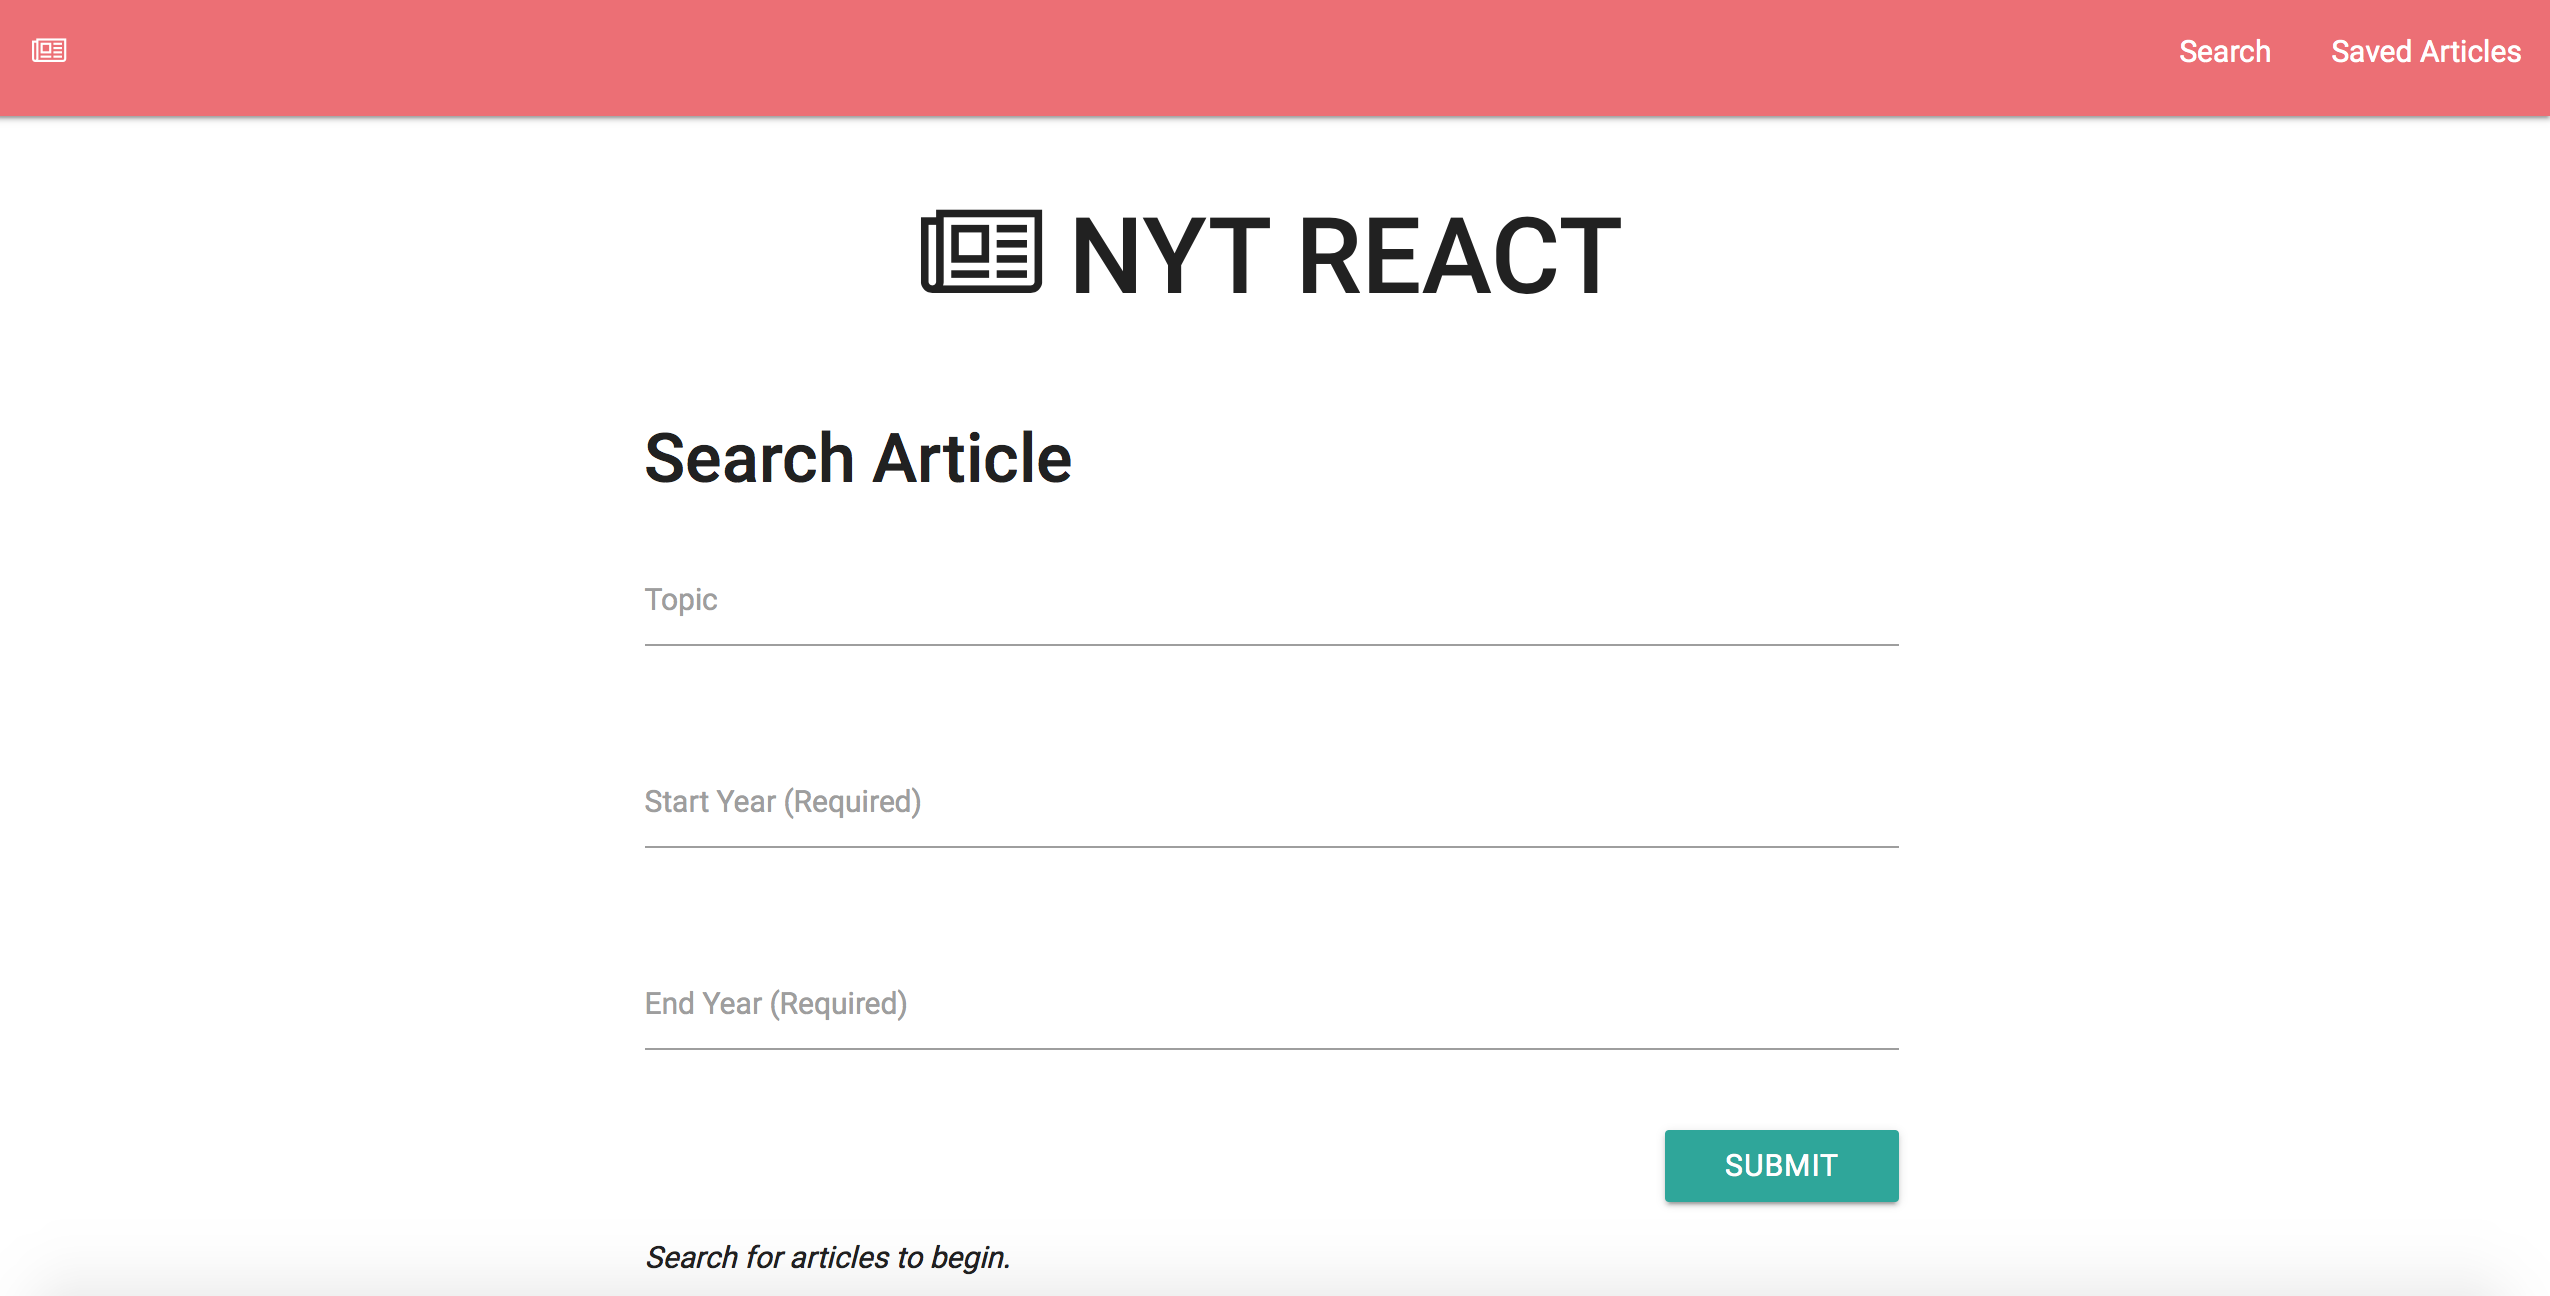 Search Saved Articles
NYT REACT
Search Article
Topic
Start Year (Required)
End Year (Required)
SUBMIT
Search for articles to begin.